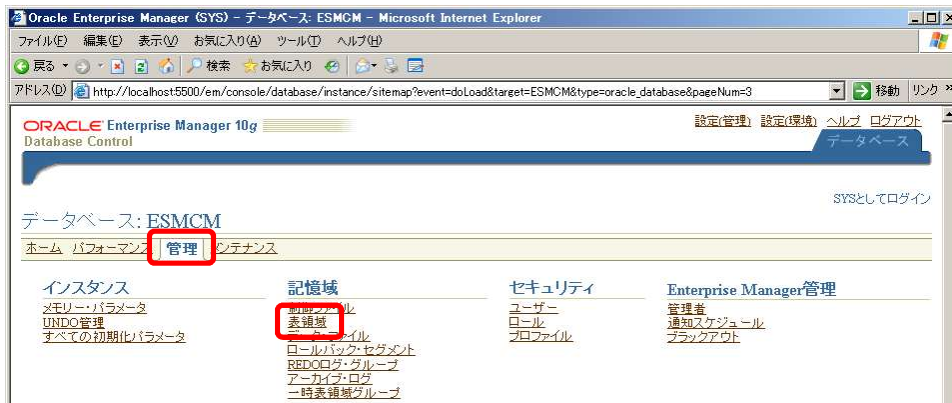 Oracle Enterprise Manager (SYS) - データベース: ESMCM - Microsoft Internet Explorer
ファイル(F) 編集(E) 表示(V) お気に入り(A) ツール(T) ヘルプ(H)
戻る 検索 お気に入り
アドレス(D) http://localhost:5500/em/console/database/instance/sitemap?event=doLoad&target=ESMCM&type=oracle_database&pageNum=3 移動 リンク »
設定(管理) 設定(環境) ヘルプ ログアウト
ORACLE Enterprise Manager 10g
Database Control
データベース
SYSとしてログイン
データベース: ESMCM
ホーム パフォーマンス 管理 メンテナンス
インスタンス
メモリー・パラメータ
UNDO管理
すべての初期化パラメータ
記憶域
制御ファイル
表領域
データ・ファイル
ロールバック・セグメント
REDOログ・グループ
アーカイブ・ログ
一時表領域グループ
セキュリティ
ユーザー
ロール
プロファイル
Enterprise Manager管理
管理者
通知スケジュール
ブラックアウト